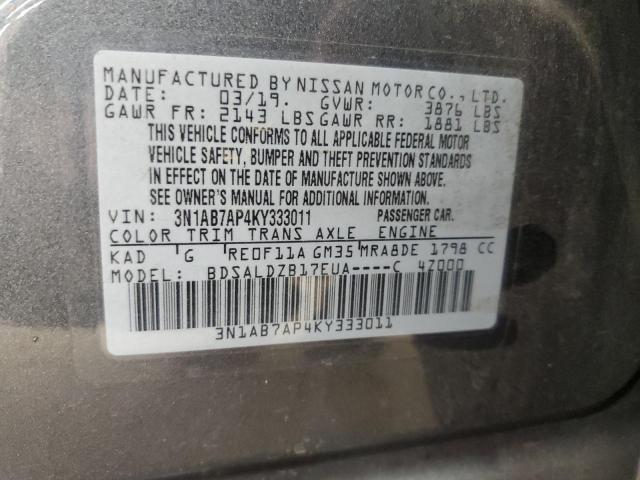 MANUFACTURED BY NISSAN MOTOR CO., LTD.
DATE: 03/19. GVWR: 3876 LBS
GAWR FR: 2143 LBS GAWR RR: 1881 LBS
THIS VEHICLE CONFORMS TO ALL APPLICABLE FEDERAL MOTOR
VEHICLE SAFETY, BUMPER AND THEFT PREVENTION STANDARDS
IN EFFECT ON THE DATE OF MANUFACTURE SHOWN ABOVE.
SEE OWNER'S MANUAL FOR ADDITIONAL INFORMATION.
VIN: 3N1AB7AP4KY333011 PASSENGER CAR.
COLOR TRIM TRANS AXLE ENGINE
KAD G RE0F11A GM35 MRA8DE 1798 CC
MODEL: BDSALDZB17EUA----C 4Z000
3N1AB7AP4KY333011